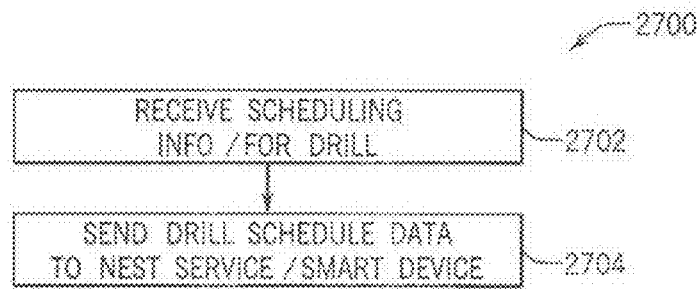 2700
RECEIVE SCHEDULING
INFO / FOR DRILL
2702
SEND DRILL SCHEDULE DATA
TO NEST SERVICE / SMART DEVICE
2704